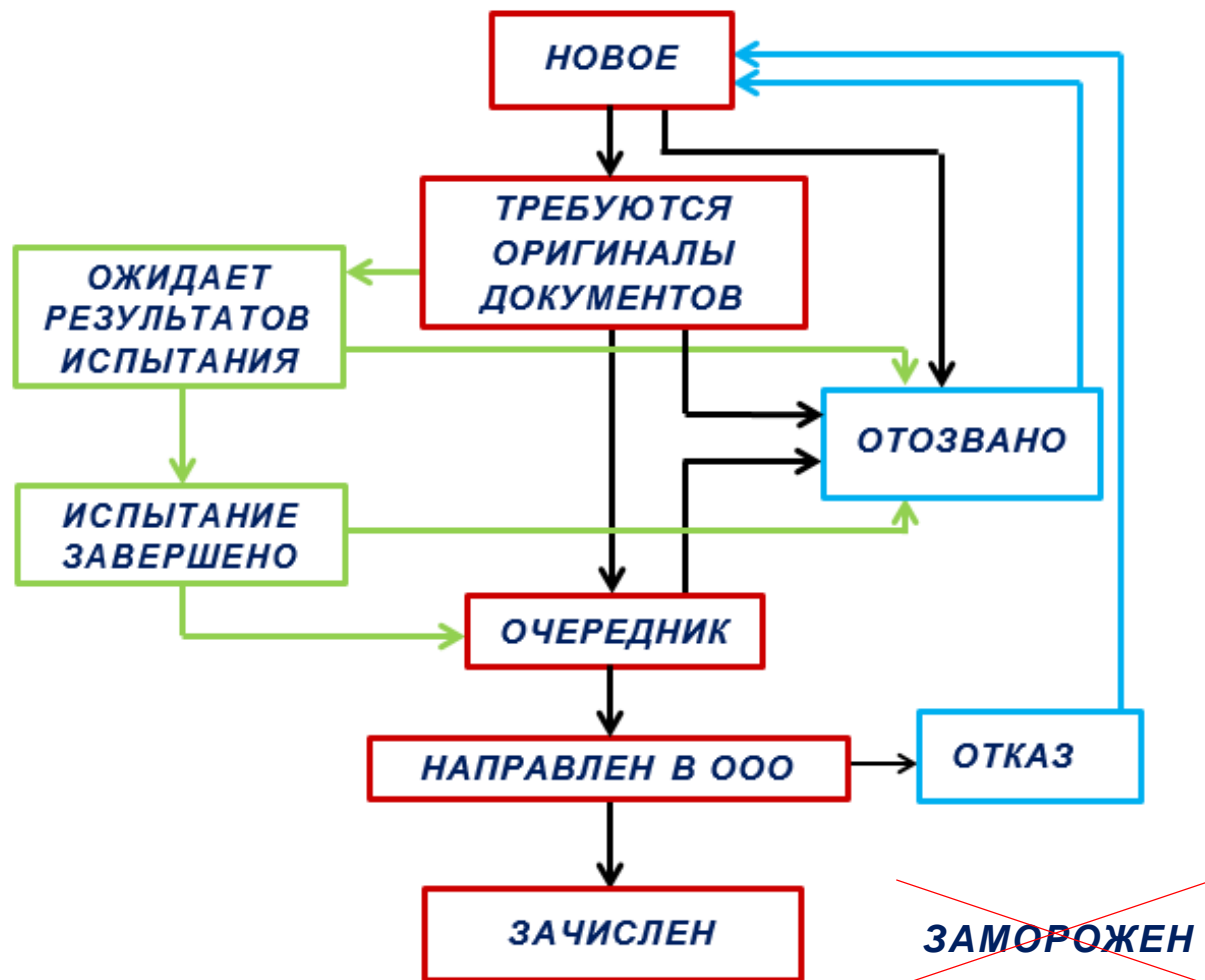 НОВОЕ
ТРЕБУЮТСЯ
ОРИГИНАЛЫ
ДОКУМЕНТОВ
ОЖИДАЕТ
РЕЗУЛЬТАТОВ
ИСПЫТАНИЯ
ОТОЗВАНО
ИСПЫТАНИЕ
ЗАВЕРШЕНО
ОЧЕРЕДНИК
НАПРАВЛЕН В ООО
ОТКАЗ
ЗАЧИСЛЕН
ЗАМОРОЖЕН